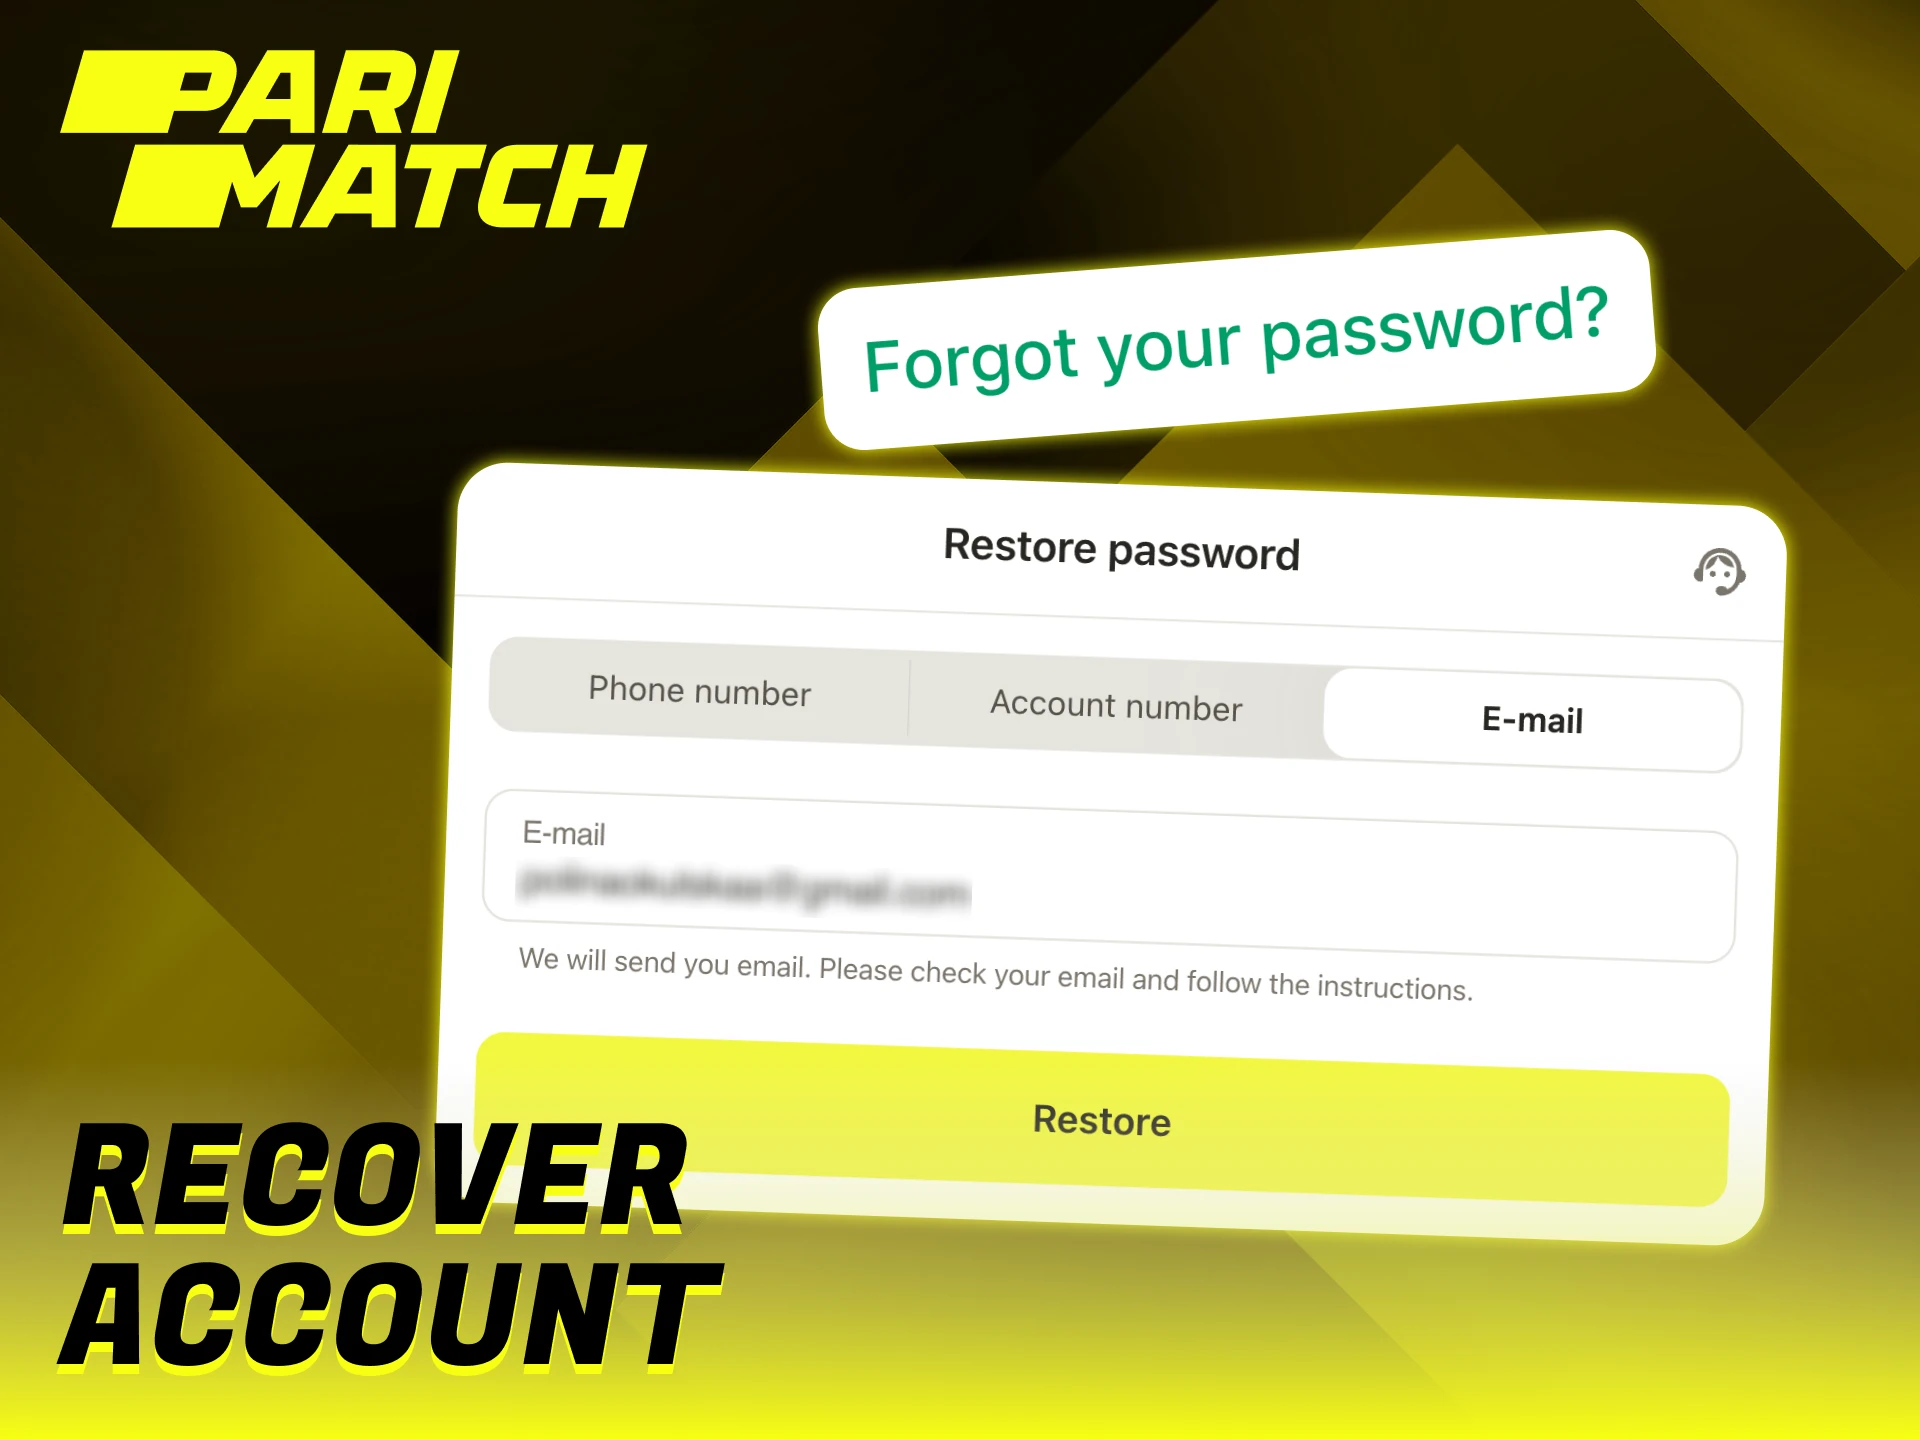 PARI
MATCH
Forgot your password?
Restore password
Phone number
Account number
E-mail
E-mail
We will send you email. Please check your email and follow the instructions.
Restore
RECOVER
ACCOUNT